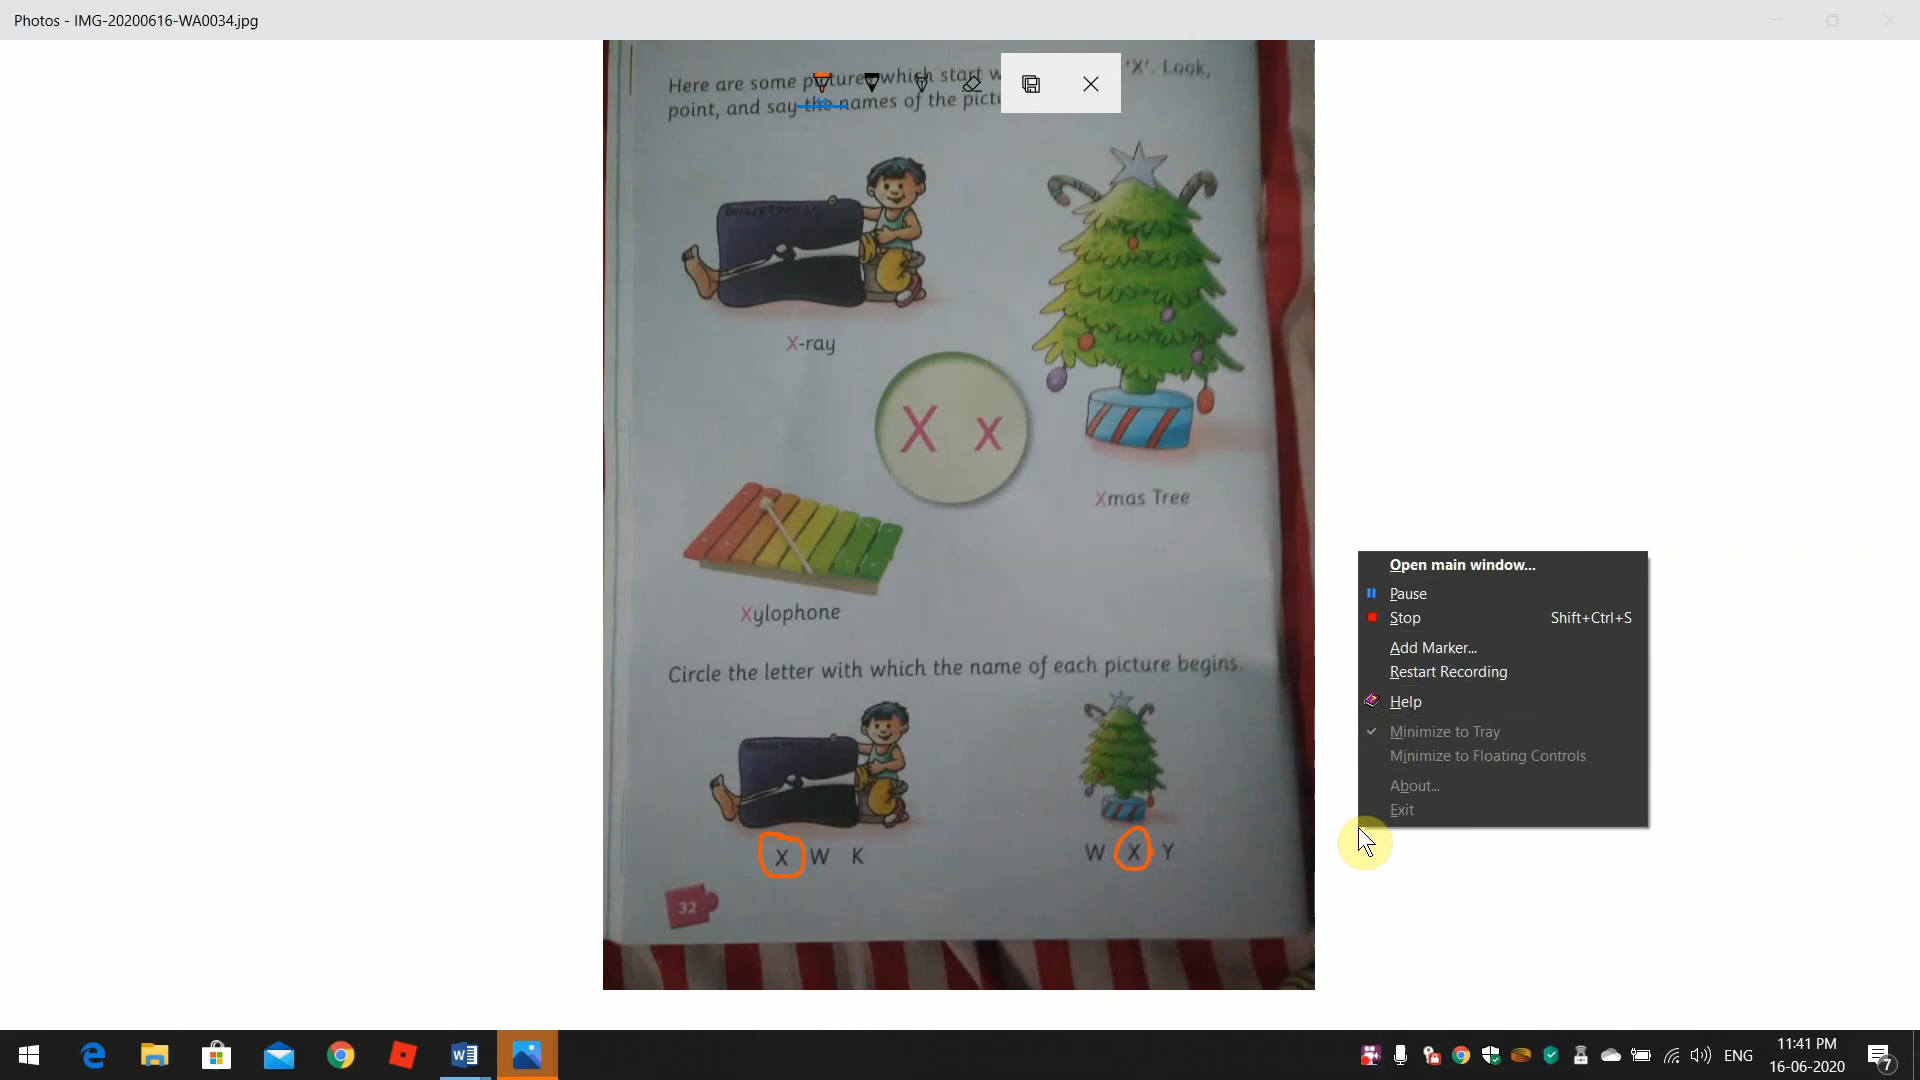 Photos - IMG-20200616-WA0034.jpg
Here are some pictures which start w 'X'. Look,
point, and say the names of the pictu
X-ray
X x
Xmas Tree
Xylophone
Circle the letter with which the name of each picture begins.
X W K
W X Y
32
Open main window...
Pause
Stop Shift+Ctrl+S
Add Marker...
Restart Recording
Help
Minimize to Tray
Minimize to Floating Controls
About...
Exit
ENG
11:41 PM
16-06-2020
7